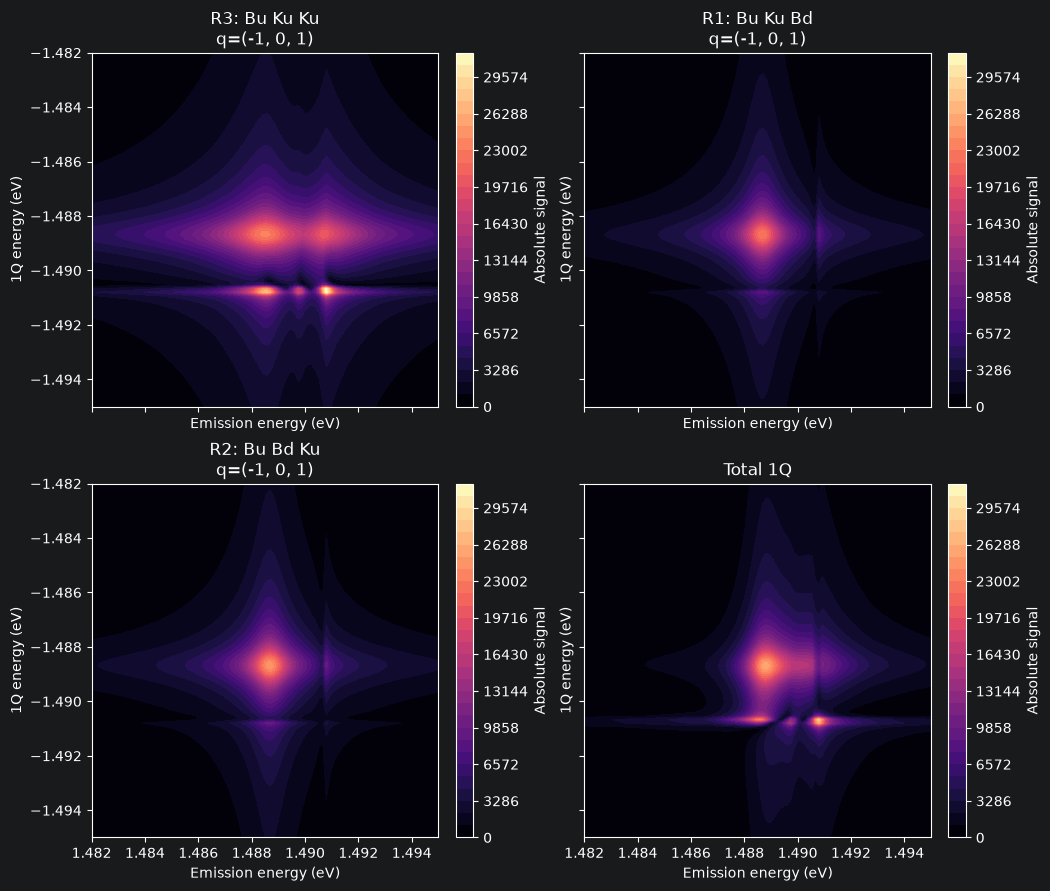 R3: Bu Ku Ku
q=(-1, 0, 1)
−1.482
−1.484
−1.486
−1.488
−1.490
−1.492
−1.494
1Q energy (eV)
Emission energy (eV)
29574
26288
23002
19716
16430
13144
9858
6572
3286
0
Absolute signal
R1: Bu Ku Bd
q=(-1, 0, 1)
1Q energy (eV)
Emission energy (eV)
29574
26288
23002
19716
16430
13144
9858
6572
3286
0
Absolute signal
R2: Bu Bd Ku
q=(-1, 0, 1)
−1.482
−1.484
−1.486
−1.488
−1.490
−1.492
−1.494
1Q energy (eV)
1.482 1.484 1.486 1.488 1.490 1.492 1.494
Emission energy (eV)
29574
26288
23002
19716
16430
13144
9858
6572
3286
0
Absolute signal
Total 1Q
1Q energy (eV)
1.482 1.484 1.486 1.488 1.490 1.492 1.494
Emission energy (eV)
29574
26288
23002
19716
16430
13144
9858
6572
3286
0
Absolute signal